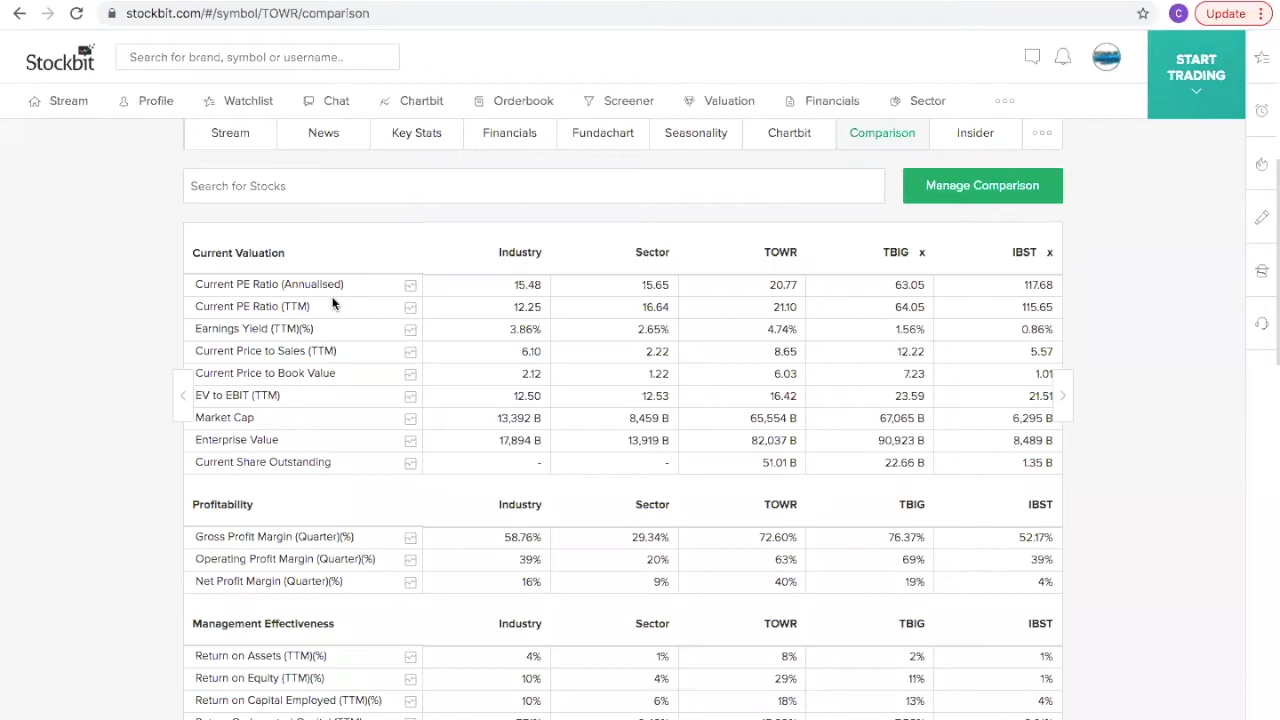 stockbit.com/#/symbol/TOWR/comparison C Update
Stockbit Search for brand, symbol or username.. START TRADING
Stream Profile Watchlist Chat Chartbit Orderbook Screener Valuation Financials Sector
Stream News Key Stats Financials Fundachart Seasonality Chartbit Comparison Insider
Search for Stocks Manage Comparison
Current Valuation Industry Sector TOWR TBIG x IBST x
Current PE Ratio (Annualised) 15.48 15.65 20.77 63.05 117.68
Current PE Ratio (TTM) 12.25 16.64 21.10 64.05 115.65
Earnings Yield (TTM)(%) 3.86% 2.65% 4.74% 1.56% 0.86%
Current Price to Sales (TTM) 6.10 2.22 8.65 12.22 5.57
Current Price to Book Value 2.12 1.22 6.03 7.23 1.01
EV to EBIT (TTM) 12.50 12.53 16.42 23.59 21.51
Market Cap 13,392 B 8,459 B 65,554 B 67,065 B 6,295 B
Enterprise Value 17,894 B 13,919 B 82,037 B 90,923 B 8,489 B
Current Share Outstanding - - 51.01 B 22.66 B 1.35 B
Profitability Industry Sector TOWR TBIG IBST
Gross Profit Margin (Quarter)(%) 58.76% 29.34% 72.60% 76.37% 52.17%
Operating Profit Margin (Quarter)(%) 39% 20% 63% 69% 39%
Net Profit Margin (Quarter)(%) 16% 9% 40% 19% 4%
Management Effectiveness Industry Sector TOWR TBIG IBST
Return on Assets (TTM)(%) 4% 1% 8% 2% 1%
Return on Equity (TTM)(%) 10% 4% 29% 11% 1%
Return on Capital Employed (TTM)(%) 10% 6% 18% 13% 4%